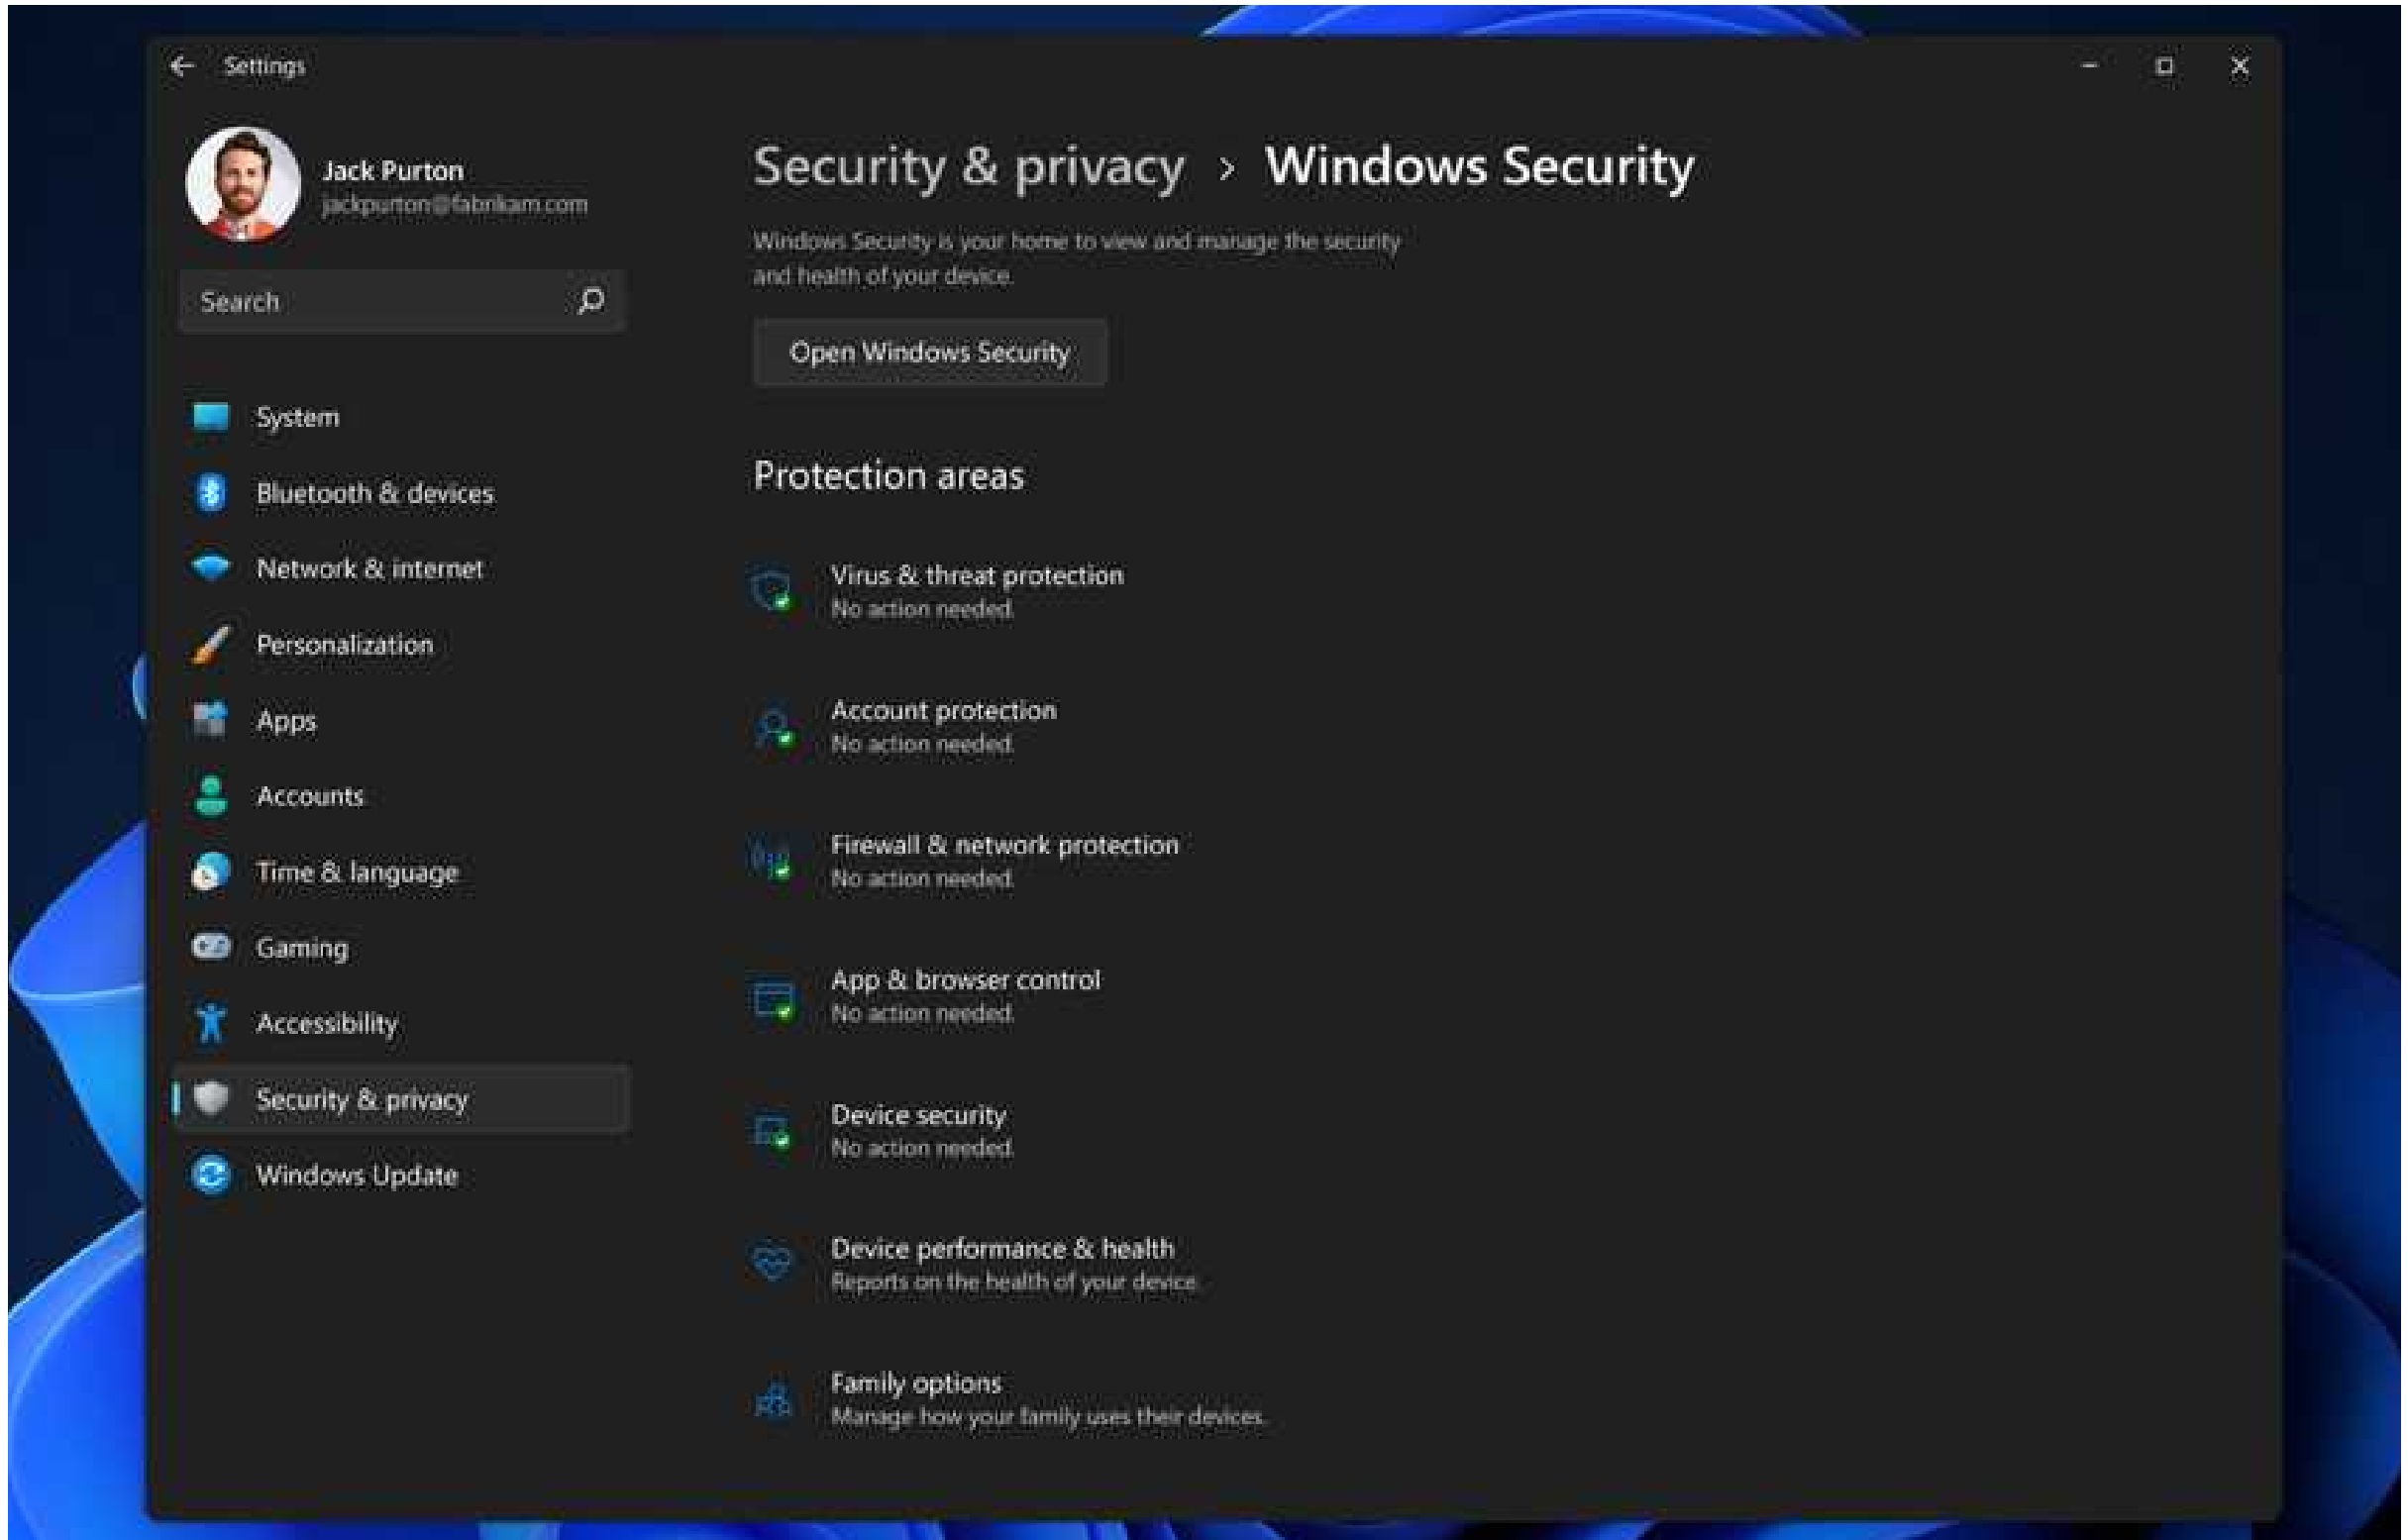 Settings
Jack Purton
jackpurton@fabrikam.com
Search
System
Bluetooth & devices
Network & internet
Personalization
Apps
Accounts
Time & language
Gaming
Accessibility
Security & privacy
Windows Update
Security & privacy > Windows Security
Windows Security is your home to view and manage the security
and health of your device.
Open Windows Security
Protection areas
Virus & threat protection
No action needed.
Account protection
No action needed.
Firewall & network protection
No action needed.
App & browser control
No action needed.
Device security
No action needed.
Device performance & health
Reports on the health of your device.
Family options
Manage how your family uses their devices.